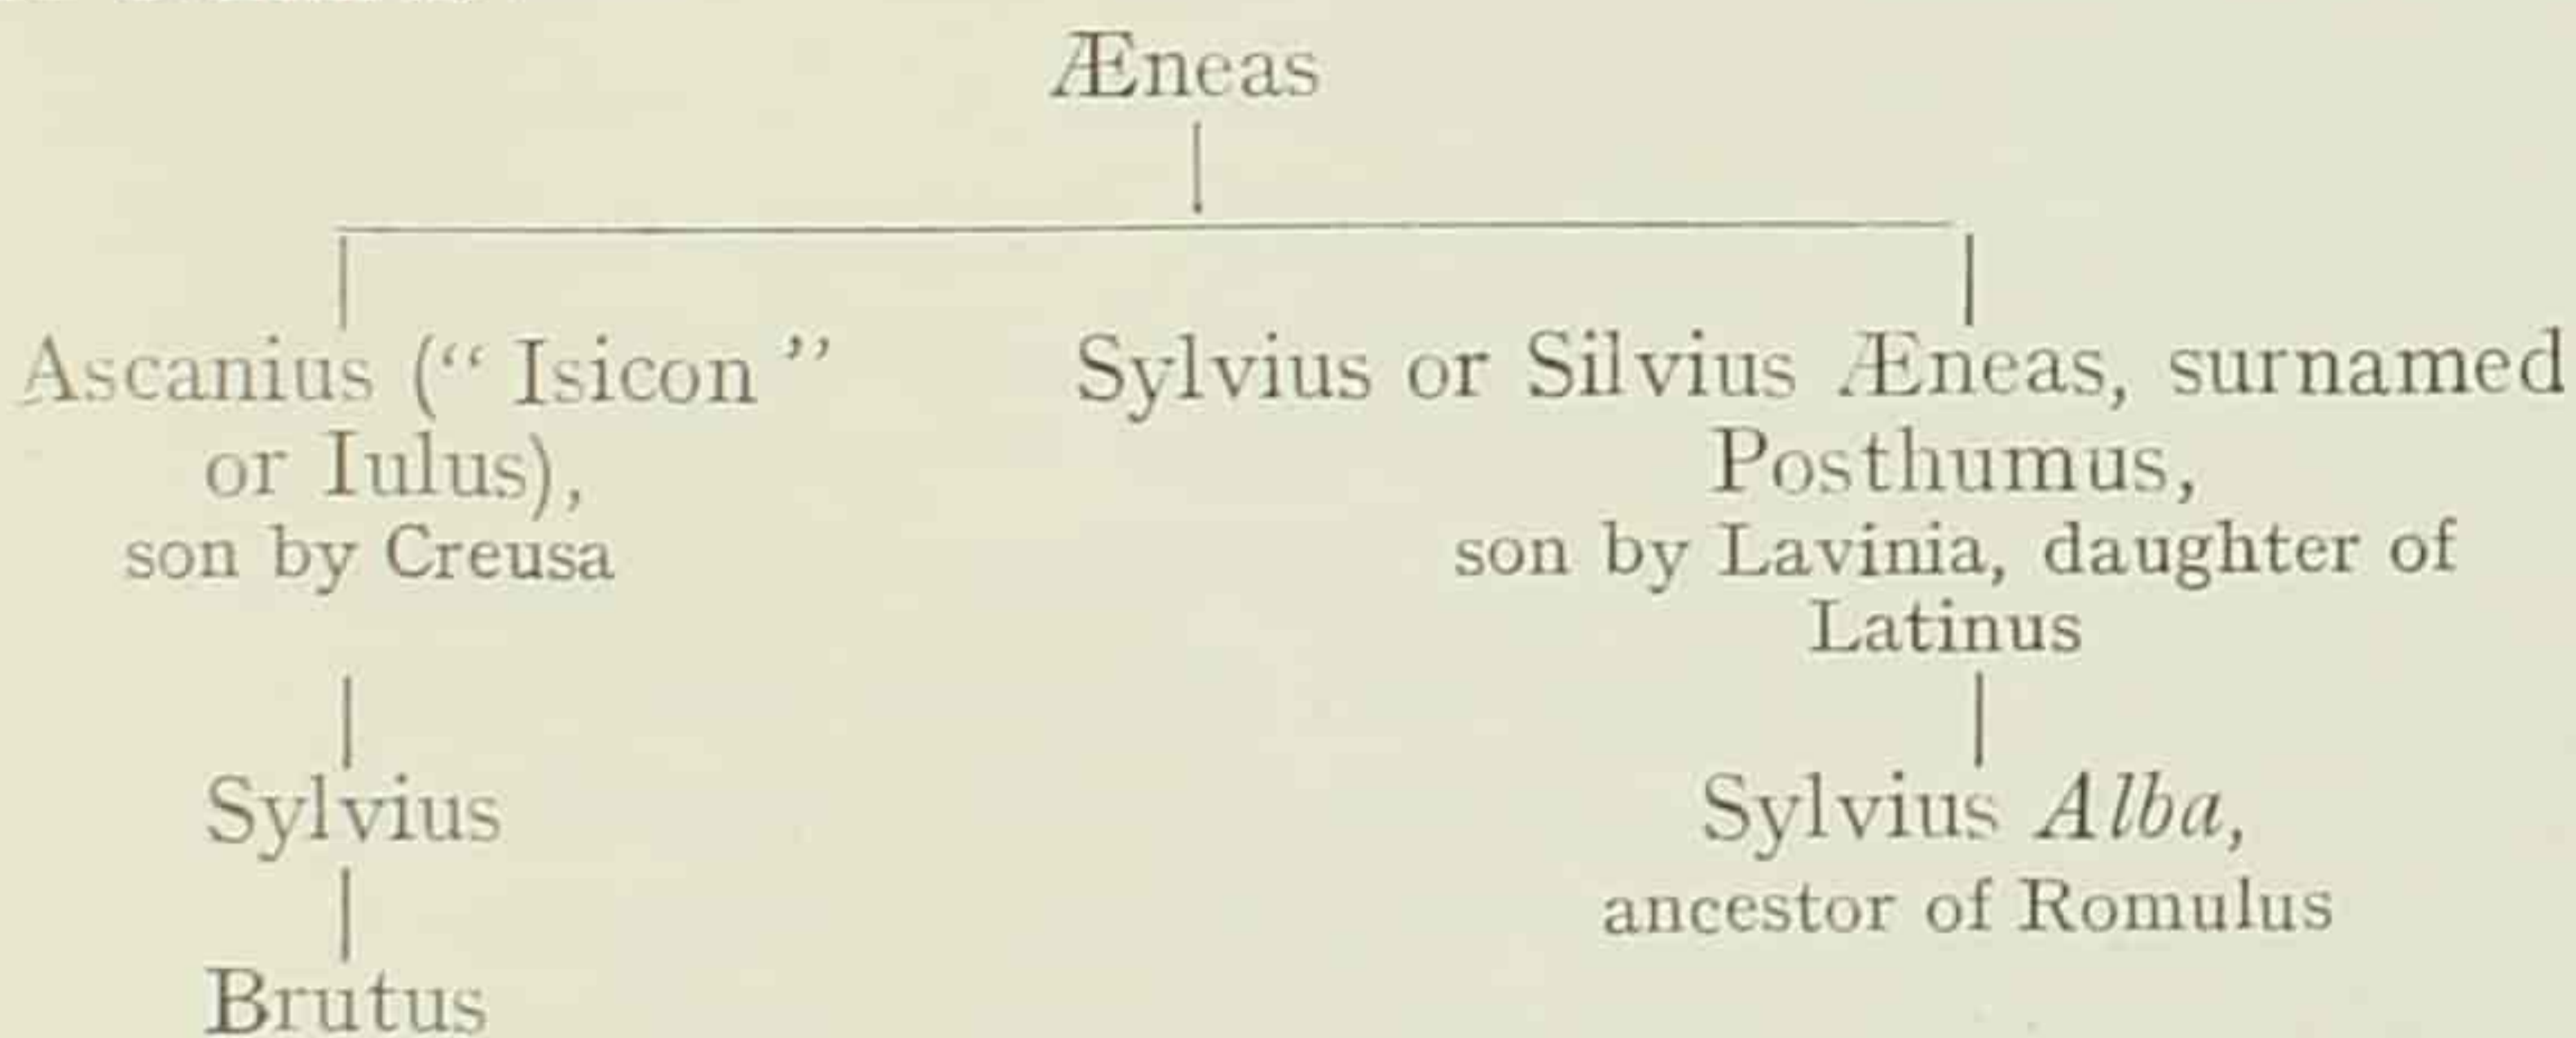 Æneas
Ascanius (“ Isicon ”
or Iulus),
son by Creusa
Sylvius or Silvius Æneas, surnamed
Posthumus,
son by Lavinia, daughter of
Latinus
Sylvius
Brutus
Sylvius Alba,
ancestor of Romulus